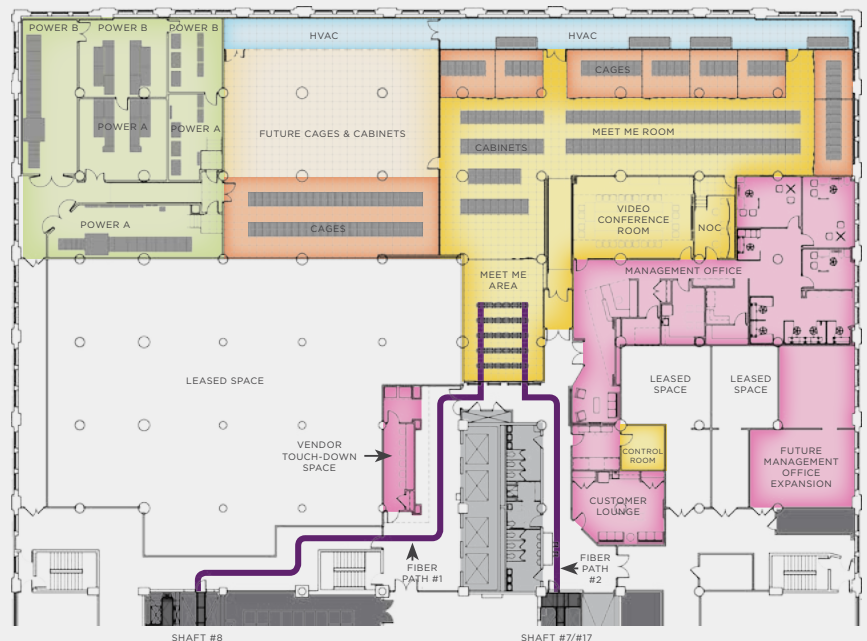 POWER B
POWER B
POWER B
HVAC
HVAC
CAGES
POWER A
POWER A
FUTURE CAGES & CABINETS
MEET ME ROOM
CABINETS
POWER A
CAGES
VIDEO
CONFERENCE
ROOM
NOC
MEET ME
AREA
MANAGEMENT OFFICE
LEASED SPACE
LEASED
SPACE
LEASED
SPACE
VENDOR
TOUCH-DOWN
SPACE
CONTROL
ROOM
FUTURE
MANAGEMENT
OFFICE
EXPANSION
CUSTOMER
LOUNGE
FIBER
PATH #1
FIBER
PATH
#2
SHAFT #8
SHAFT #7/#17